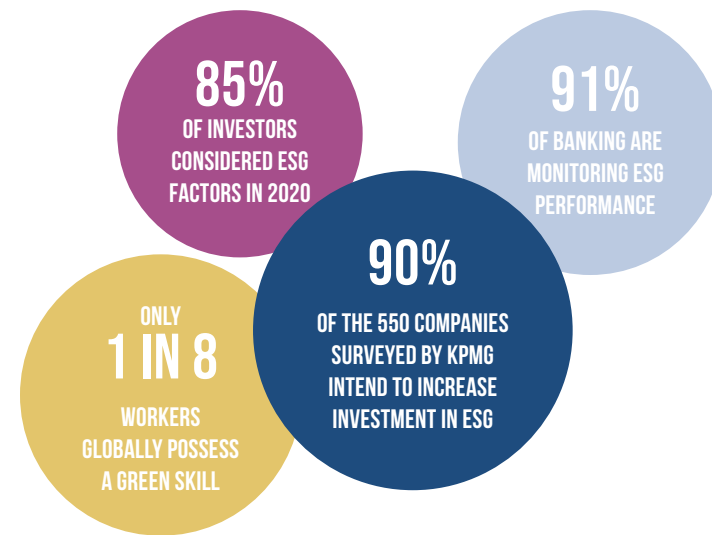 85%
OF INVESTORS
CONSIDERED ESG
FACTORS IN 2020
91%
OF BANKING ARE
MONITORING ESG
PERFORMANCE
90%
OF THE 550 COMPANIES
SURVEYED BY KPMG
INTEND TO INCREASE
INVESTMENT IN ESG
ONLY
1 IN 8
WORKERS
GLOBALLY POSSESS
A GREEN SKILL